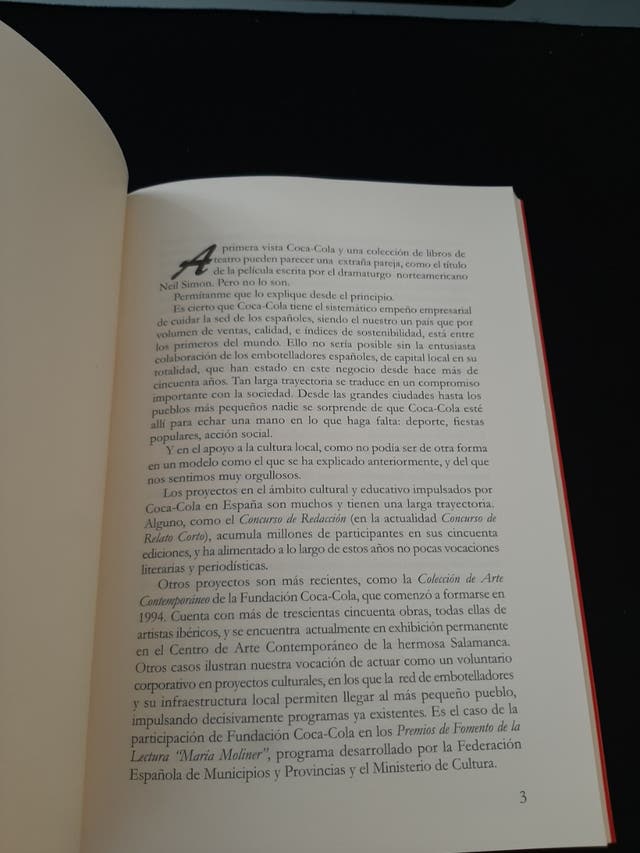 A primera vista Coca-Cola y una colección de libros de
teatro pueden parecer una extraña pareja, como el título
de la película escrita por el dramaturgo norteamericano
Neil Simon. Pero no lo son.
Permítanme que lo explique desde el principio.
Es cierto que Coca-Cola tiene el sistemático empeño empresarial
de cuidar la sed de los españoles, siendo el nuestro un país que por
volumen de ventas, calidad, e índices de sostenibilidad, está entre
los primeros del mundo. Ello no sería posible sin la entusiasta
colaboración de los embotelladores españoles, de capital local en su
totalidad, que han estado en este negocio desde hace más de
cincuenta años. Tan larga trayectoria se traduce en un compromiso
importante con la sociedad. Desde las grandes ciudades hasta los
pueblos más pequeños nadie se sorprende de que Coca-Cola esté
allí para echar una mano en lo que haga falta: deporte, fiestas
populares, acción social.
Y en el apoyo a la cultura local, como no podía ser de otra forma
en un modelo como el que se ha explicado anteriormente, y del que
nos sentimos muy orgullosos.
Los proyectos en el ámbito cultural y educativo impulsados por
Coca-Cola en España son muchos y tienen una larga trayectoria.
Alguno, como el Concurso de Redacción (en la actualidad Concurso de
Relato Corto), acumula millones de participantes en sus cincuenta
ediciones, y ha alimentado a lo largo de estos años no pocas vocaciones
literarias y periodísticas.
Otros proyectos son más recientes, como la Colección de Arte
Contemporáneo de la Fundación Coca-Cola, que comenzó a formarse en
1994. Cuenta con más de trescientas cincuenta obras, todas ellas de
artistas ibéricos, y se encuentra actualmente en exhibición permanente
en el Centro de Arte Contemporáneo de la hermosa Salamanca.
Otros casos ilustran nuestra vocación de actuar como un voluntario
corporativo en proyectos culturales, en los que la red de embotelladores
y su infraestructura local permiten llegar al más pequeño pueblo,
impulsando decisivamente programas ya existentes. Es el caso de la
participación de Fundación Coca-Cola en los Premios de Fomento de la
Lectura "María Moliner", programa desarrollado por la Federación
Española de Municipios y Provincias y el Ministerio de Cultura.
3